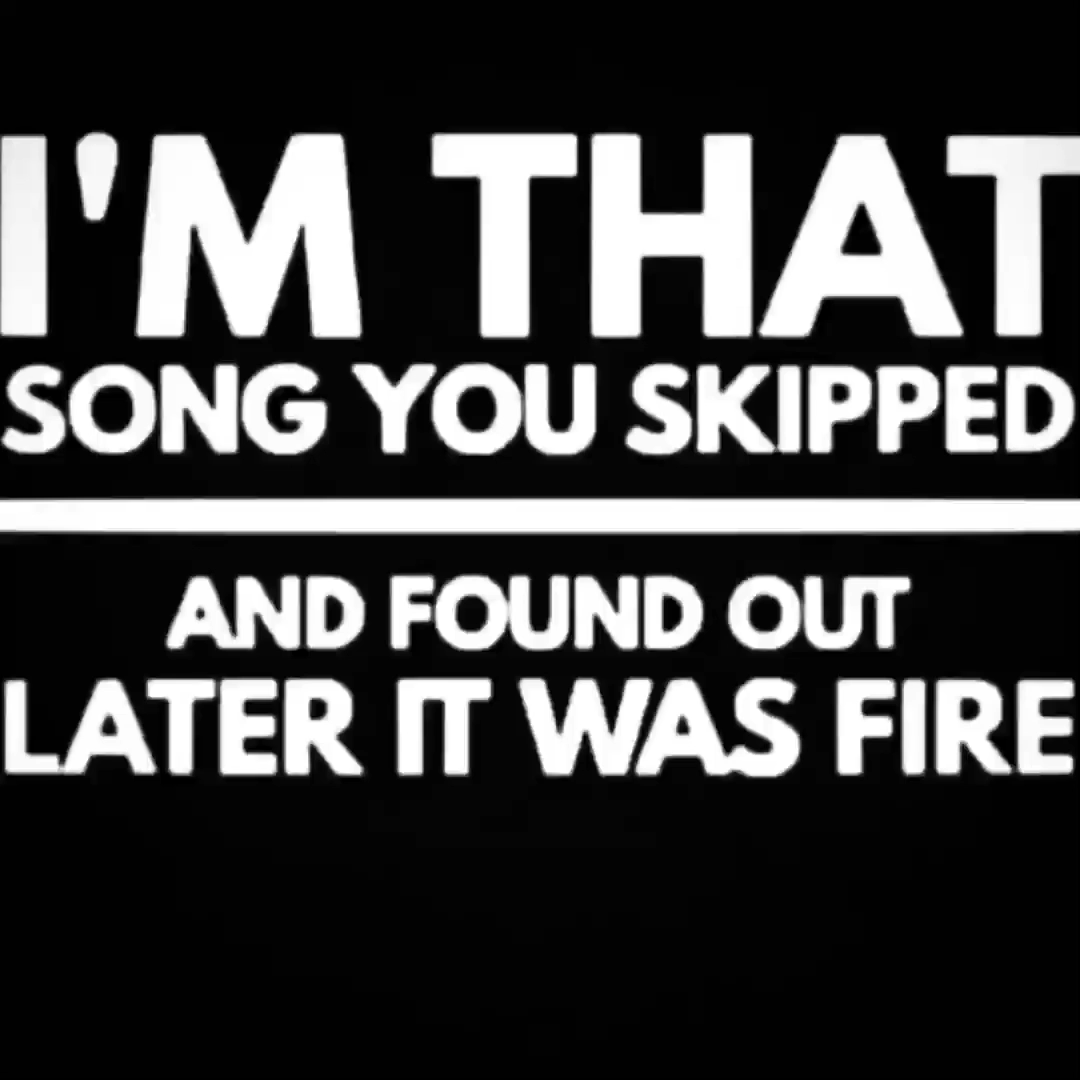 I'M THAT
SONG YOU SKIPPED
AND FOUND OUT
LATER IT WAS FIRE